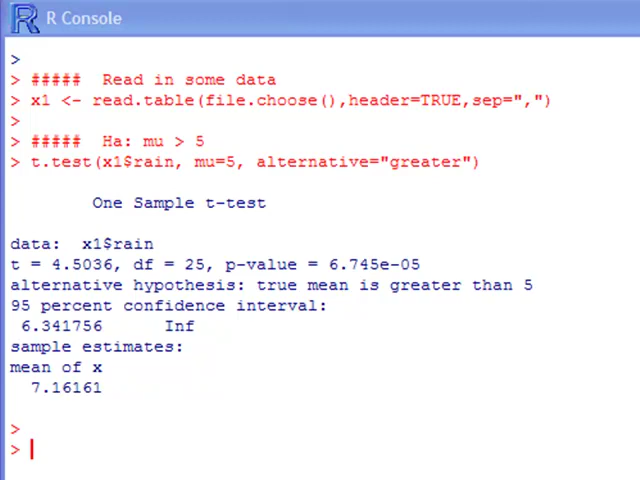 R Console
>
> ##### Read in some data
> x1 <- read.table(file.choose(),header=TRUE,sep=",")
>
> ##### Ha: mu > 5
> t.test(x1$rain, mu=5, alternative="greater")
One Sample t-test
data: x1$rain
t = 4.5036, df = 25, p-value = 6.745e-05
alternative hypothesis: true mean is greater than 5
95 percent confidence interval:
6.341756 Inf
sample estimates:
mean of x
7.16161
>
>